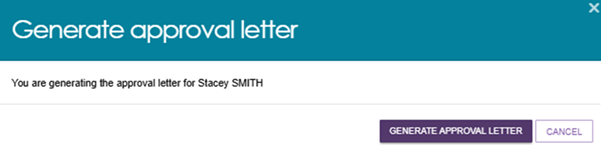 Generate approval letter
You are generating the approval letter for Stacey SMITH
GENERATE APPROVAL LETTER CANCEL